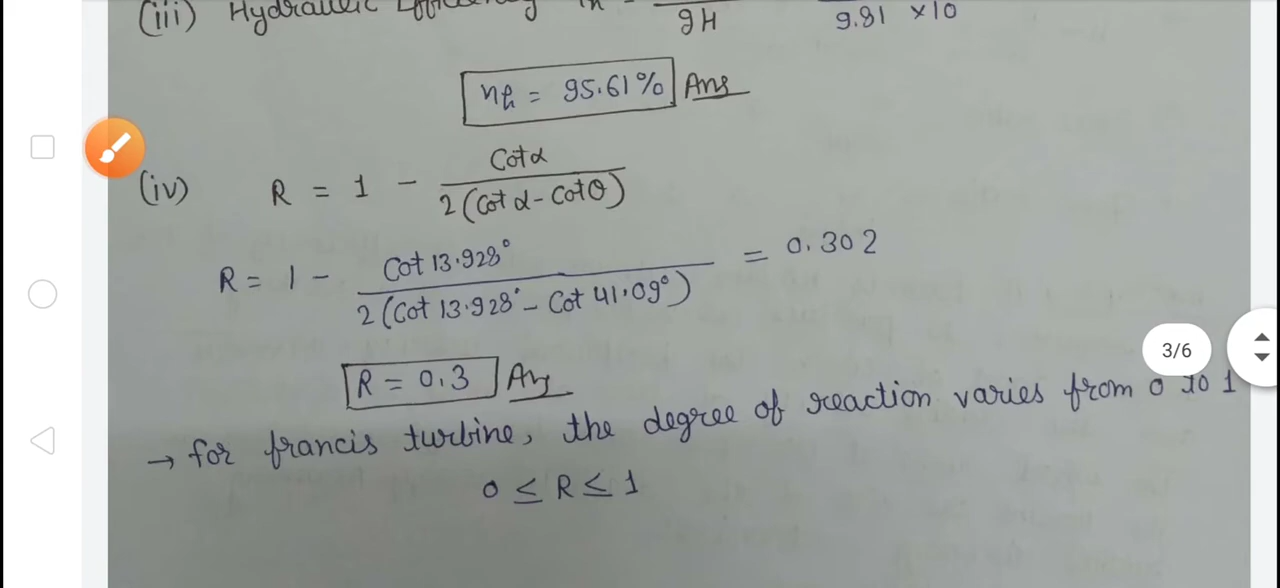 (iii) Hydraulic Efficiency
gH 9.81 ×10
ηh = 95.61% Ans
(iv) R = 1 - Cotα / 2(Cotα - Cotθ)
R = 1 - Cot 13.928° / 2(Cot 13.928° - Cot 41.09°) = 0.302
R = 0.3 Ans
3/6
→ for francis turbine, the degree of reaction varies from 0 to 1
0 ≤ R ≤ 1